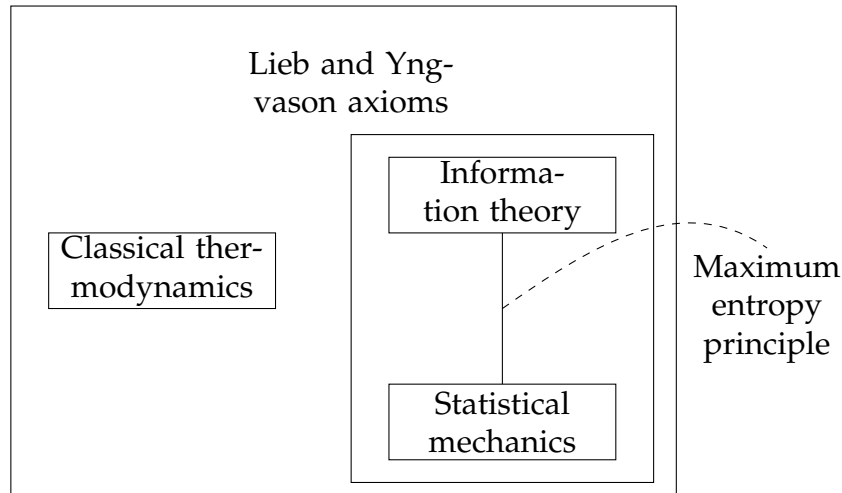 Lieb and Yng-
vason axioms
Informa-
tion theory
Classical ther-
modynamics
Maximum
entropy
principle
Statistical
mechanics